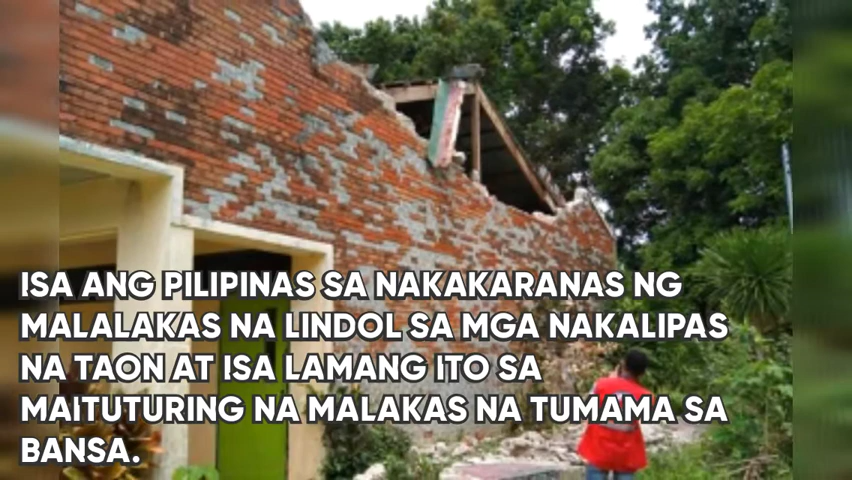 ISA ANG PILIPINAS SA NAKAKARANAS NG
MALALAKAS NA LINDOL SA MGA NAKALIPAS
NA TAON AT ISA LAMANG ITO SA
MAITUTURING NA MALAKAS NA TUMAMA SA
BANSA.